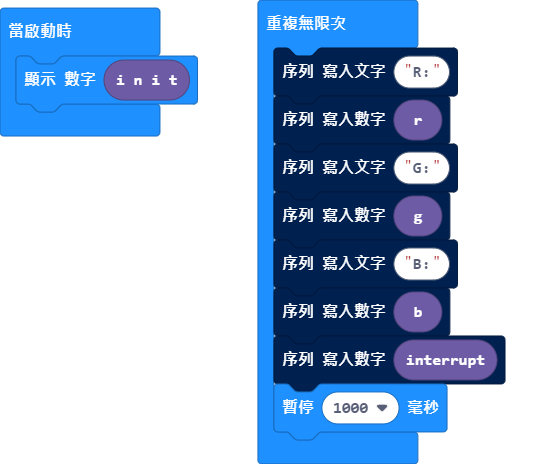 當啟動時
顯示 數字 i n i t
重複無限次
序列 寫入文字 "R:"
序列 寫入數字 r
序列 寫入文字 "G:"
序列 寫入數字 g
序列 寫入文字 "B:"
序列 寫入數字 b
序列 寫入數字 interrupt
暫停 1000 毫秒